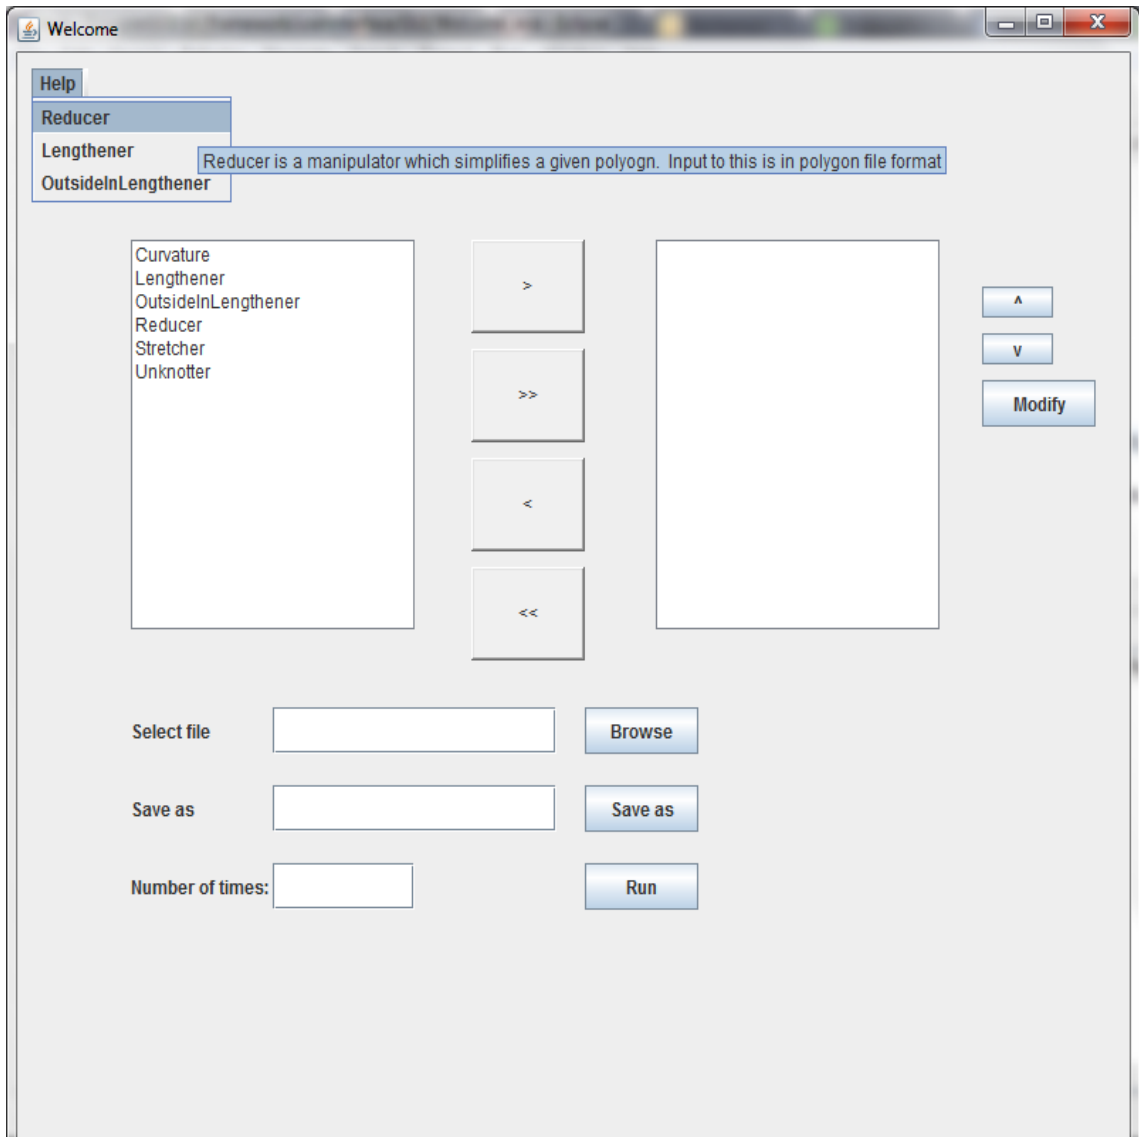 Welcome
Help
Reducer
Lengthener
OutsideInLengthener
Reducer is a manipulator which simplifies a given polyogn.  Input to this is in polygon file format
Curvature
Lengthener
OutsideInLengthener
Reducer
Stretcher
Unknotter
>
>>
<
<<
^
v
Modify
Select file
Browse
Save as
Save as
Number of times:
Run